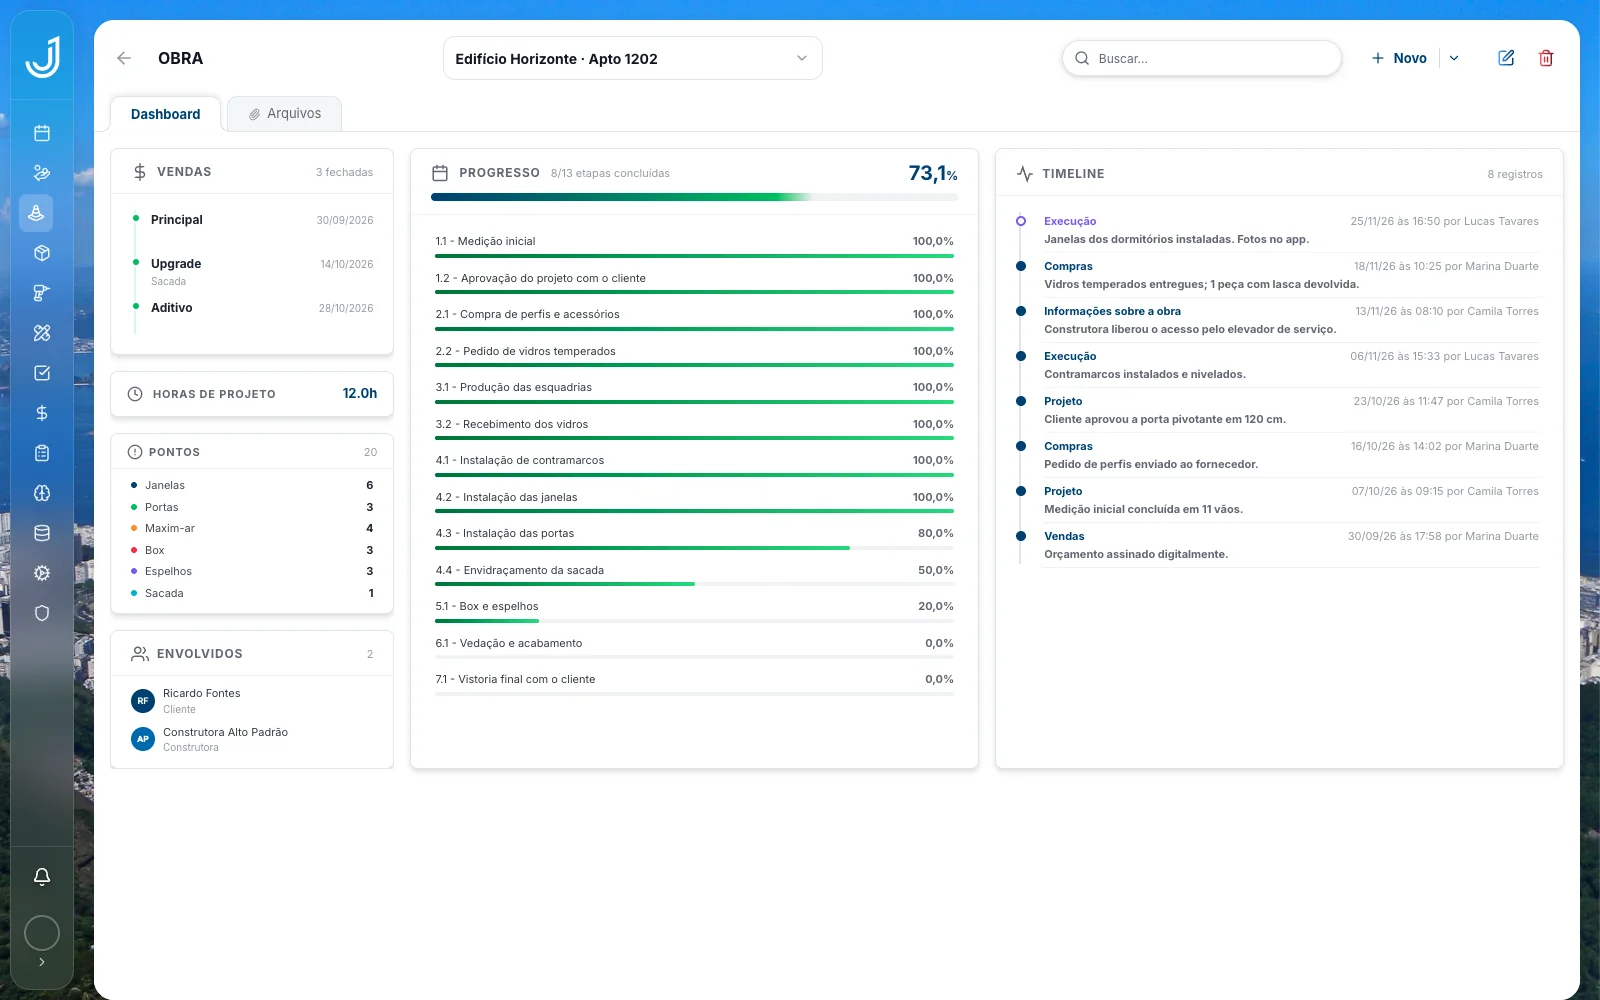 OBRA
Edifício Horizonte · Apto 1202
Buscar...
Novo
Dashboard
Arquivos
VENDAS
3 fechadas
Principal
30/09/2026
Upgrade
14/10/2026
Sacada
Aditivo
28/10/2026
HORAS DE PROJETO
12.0h
PONTOS
20
Janelas
6
Portas
3
Maxim-ar
4
Box
3
Espelhos
3
Sacada
1
ENVOLVIDOS
2
RF
Ricardo Fontes
Cliente
AP
Construtora Alto Padrão
Construtora
PROGRESSO
8/13 etapas concluídas
73,1%
1.1 - Medição inicial
100,0%
1.2 - Aprovação do projeto com o cliente
100,0%
2.1 - Compra de perfis e acessórios
100,0%
2.2 - Pedido de vidros temperados
100,0%
3.1 - Produção das esquadrias
100,0%
3.2 - Recebimento dos vidros
100,0%
4.1 - Instalação de contramarcos
100,0%
4.2 - Instalação das janelas
100,0%
4.3 - Instalação das portas
80,0%
4.4 - Envidraçamento da sacada
50,0%
5.1 - Box e espelhos
20,0%
6.1 - Vedação e acabamento
0,0%
7.1 - Vistoria final com o cliente
0,0%
TIMELINE
8 registros
Execução
25/11/26 às 16:50 por Lucas Tavares
Janelas dos dormitórios instaladas. Fotos no app.
Compras
18/11/26 às 10:25 por Marina Duarte
Vidros temperados entregues; 1 peça com lasca devolvida.
Informações sobre a obra
13/11/26 às 08:10 por Camila Torres
Construtora liberou o acesso pelo elevador de serviço.
Execução
06/11/26 às 15:33 por Lucas Tavares
Contramarcos instalados e nivelados.
Projeto
23/10/26 às 11:47 por Camila Torres
Cliente aprovou a porta pivotante em 120 cm.
Compras
16/10/26 às 14:02 por Marina Duarte
Pedido de perfis enviado ao fornecedor.
Projeto
07/10/26 às 09:15 por Camila Torres
Medição inicial concluída em 11 vãos.
Vendas
30/09/26 às 17:58 por Marina Duarte
Orçamento assinado digitalmente.